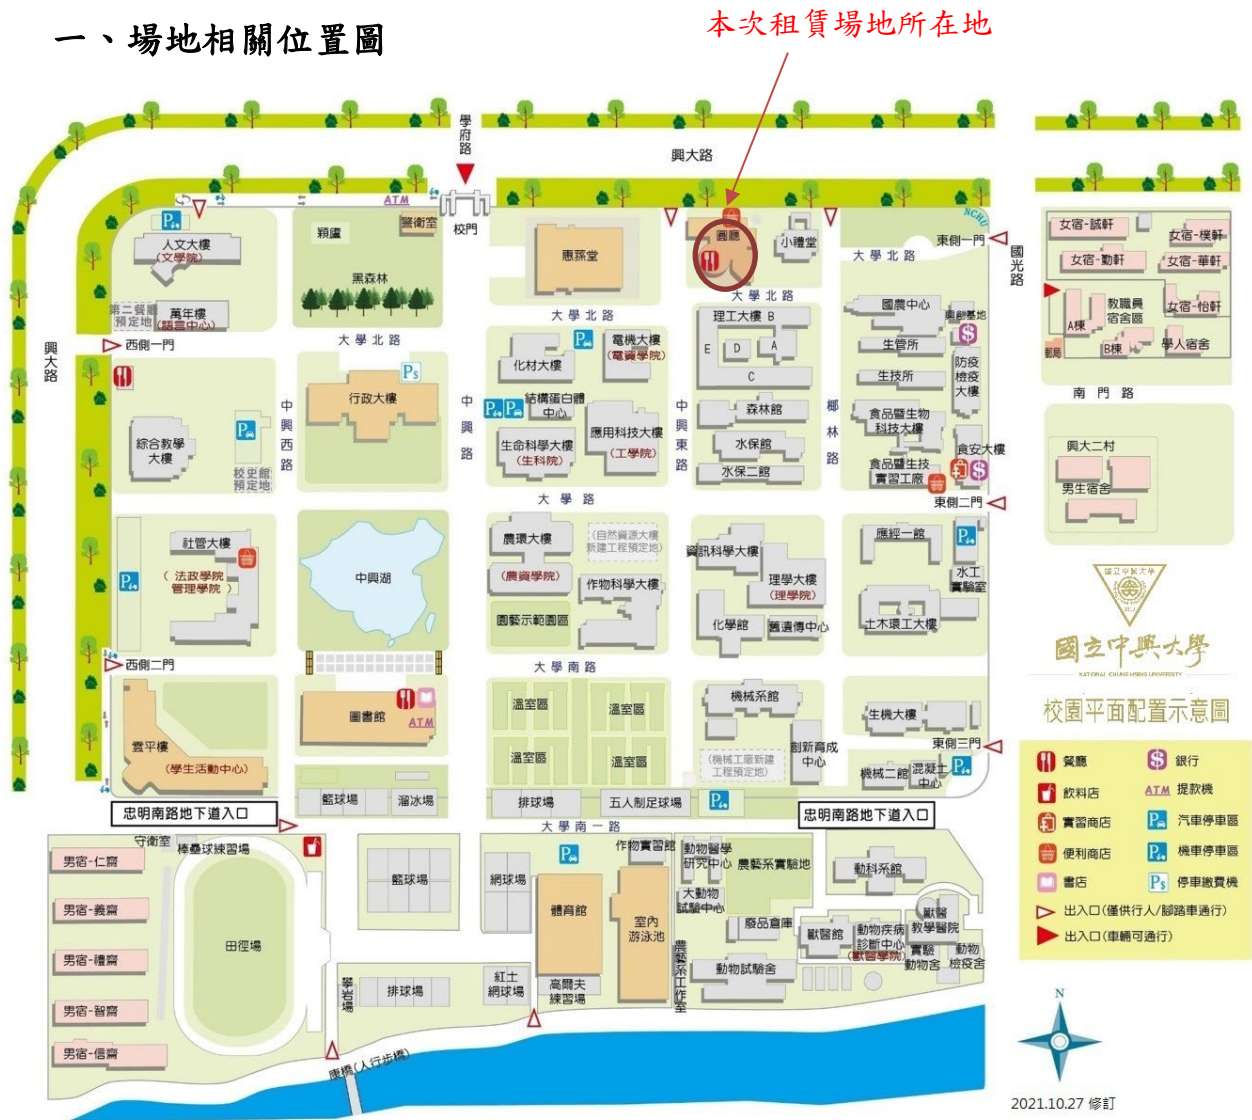 一、場地相關位置圖
本次租賃場地所在地
學府路
興大路
ATM
警衛室
校門
人文大樓
(文學院)
穎廬
黑森林
惠蓀堂
圓廳
小禮堂
大學北路
NCHU
東側一門
國光路
女宿-誠軒
女宿-樸軒
女宿-勤軒
女宿-華軒
女宿-怡軒
教職員
宿舍區
A棟
B棟
學人宿舍
郵局
南門路
第二餐廳
預定地
萬年樓
(語言中心)
西側一門
興大路
大學北路
大學北路
大學北路
化材大樓
電機大樓
(電資學院)
理工大樓 B
E
D
A
C
國農中心
生管所
生技所
防疫
檢疫
大樓
行政大樓
中興西路
中興路
中興東路
椰林路
結構蛋白體
中心
生命科學大樓
(生科院)
應用科技大樓
(工學院)
森林館
水保館
水保二館
食品暨生物
科技大樓
食安大樓
食品暨生技
實習工廠
綜合教學
大樓
校史館
預定地
興大二村
男生宿舍
大學路
東側二門
社管大樓
(法政學院
管理學院)
中興湖
農環大樓
(農資學院)
(自然資源大樓
新建工程預定地)
作物科學大樓
園藝示範園區
資訊科學大樓
理學大樓
(理學院)
化學館
舊遺傳中心
應經一館
水工
實驗室
土木環工大樓
國立中興大學
國立中興大學
NATIONAL CHUNG HSING UNIVERSITY
校園平面配置示意圖
西側二門
大學南路
雲平樓
(學生活動中心)
圖書館
ATM
溫室區
溫室區
溫室區
溫室區
機械系館
(機械工廠新建
工程預定地)
創新育成
中心
生機大樓
東側三門
機械二館
混凝土
中心
籃球場
溜冰場
排球場
五人制足球場
忠明南路地下道入口
忠明南路地下道入口
大學南一路
守衛室
棒壘球練習場
男宿-仁齋
男宿-義齋
男宿-禮齋
男宿-智齋
男宿-信齋
田徑場
籃球場
網球場
排球場
紅土
網球場
攀岩場
體育館
高爾夫
練習場
室內
游泳池
作物實習館
動物醫學
研究中心
大動物
試驗中心
農藝系實驗地
廢品倉庫
動物試驗舍
農藝系工作室
動科系館
獸醫館
動物疾病
診斷中心
(獸醫學院)
獸醫
教學醫院
實驗
動物舍
動物
檢疫舍
康橋(人行步橋)
餐廳
銀行
飲料店
ATM 提款機
實習商店
汽車停車區
便利商店
機車停車區
書店
Ps 停車繳費機
出入口(僅供行人/腳踏車通行)
出入口(車輛可通行)
N
2021.10.27 修訂